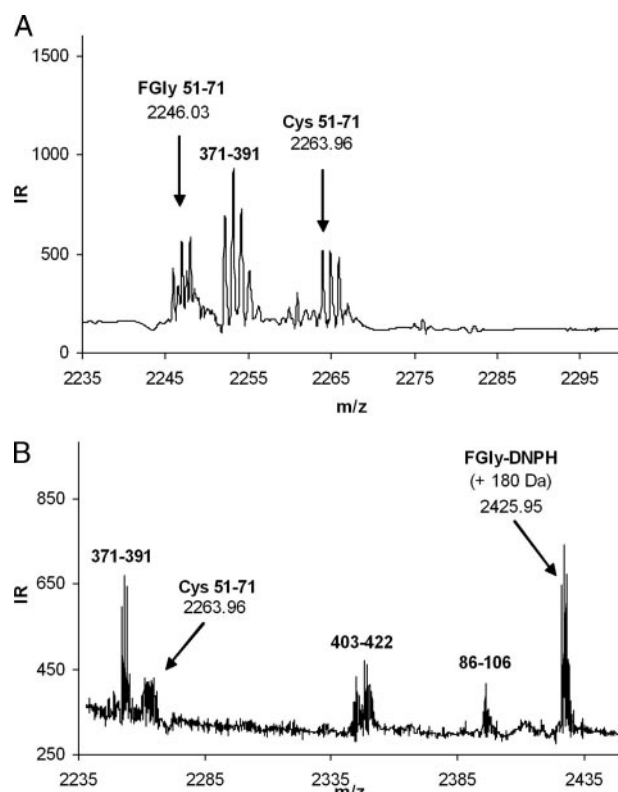 A
1500
FGly 51-71
2246.03
Cys 51-71
2263.96
371-391
1000
IR
500
0
2235 2245 2255 2265 2275 2285 2295
m/z
B
FGly-DNPH
(+ 180 Da)
2425.95
850
371-391
Cys 51-71
2263.96
650
IR
403-422
86-106
450
250
2235 2285 2335 2385 2435
m/z